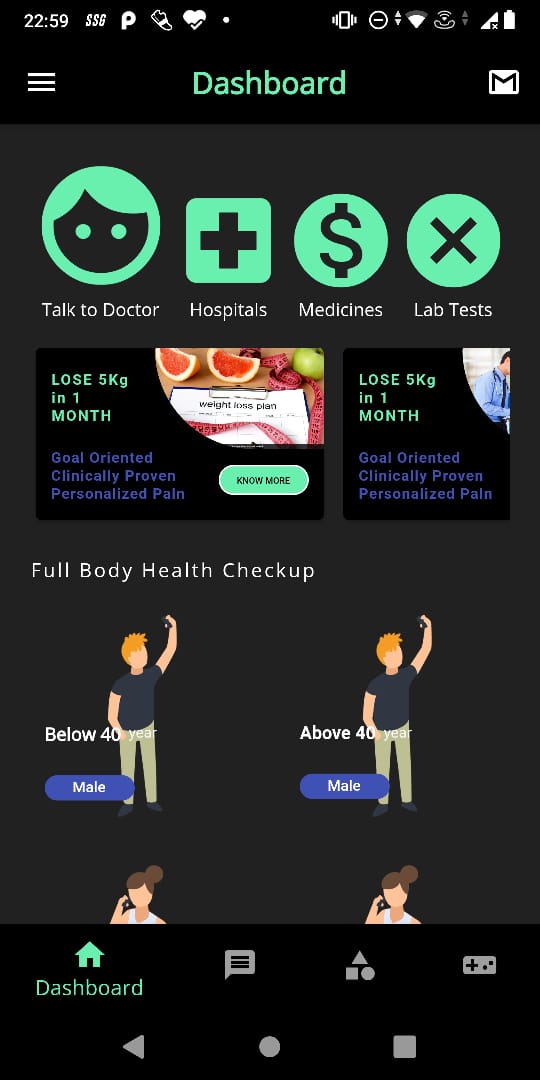 22:59 SSG
Dashboard
Talk to Doctor Hospitals Medicines Lab Tests
LOSE 5Kg
in 1
MONTH
weight loss plan
Goal Oriented
Clinically Proven
Personalized Paln
KNOW MORE
LOSE 5Kg
in 1
MONTH
Goal Oriented
Clinically Proven
Personalized Paln
Full Body Health Checkup
Below 40 year
Male
Above 40 year
Male
Dashboard